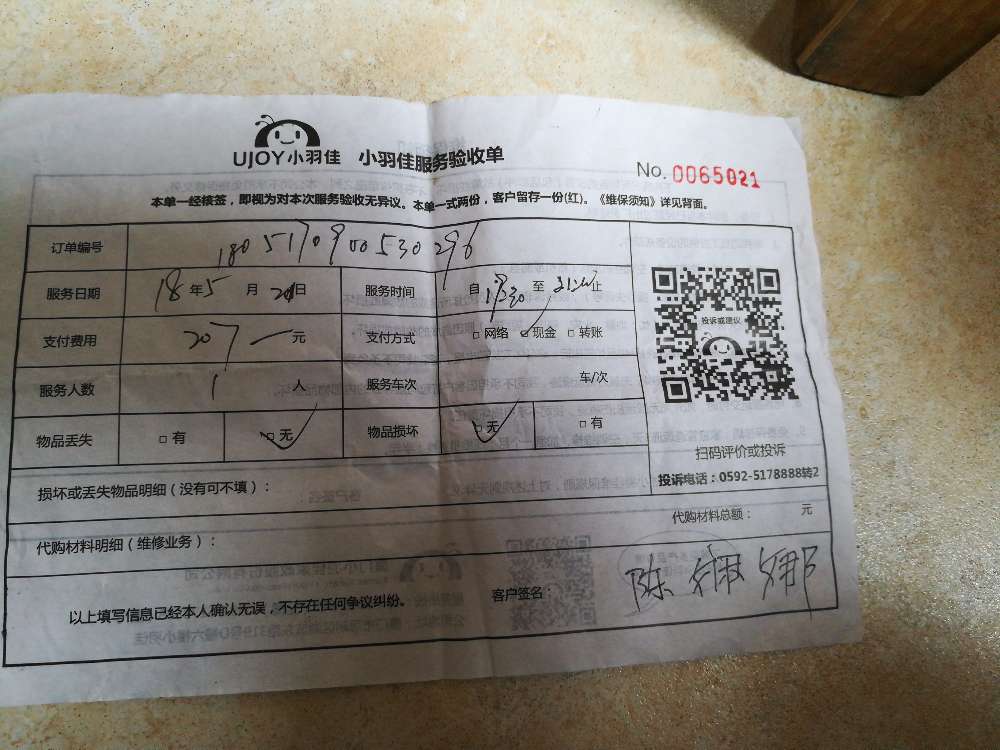 UJOY小羽佳 小羽佳服务验收单
No. 0065021
本单一经核签，即视为对本次服务验收无异议。本单一式两份，客户留存一份(红)。《维保须知》详见背面。
订单编号 1805170900530296
服务日期 18 年 5 月 日 服务时间 自 至 止
支付费用 207 一 元 支付方式 □ 网络 ☑ 现金 □ 转账
投诉或建议
服务人数 1 人 服务车次 车/次
物品丢失 □ 有 ☑ 无 物品损坏 ☑ 无 □ 有
扫码评价或投诉
投诉电话：0592-5178888转2
损坏或丢失物品明细（没有可不填）：
代购材料总额： 元
代购材料明细（维修业务）：
以上填写信息已经本人确认无误，不存在任何争议纠纷。 客户签名： 陈 娜